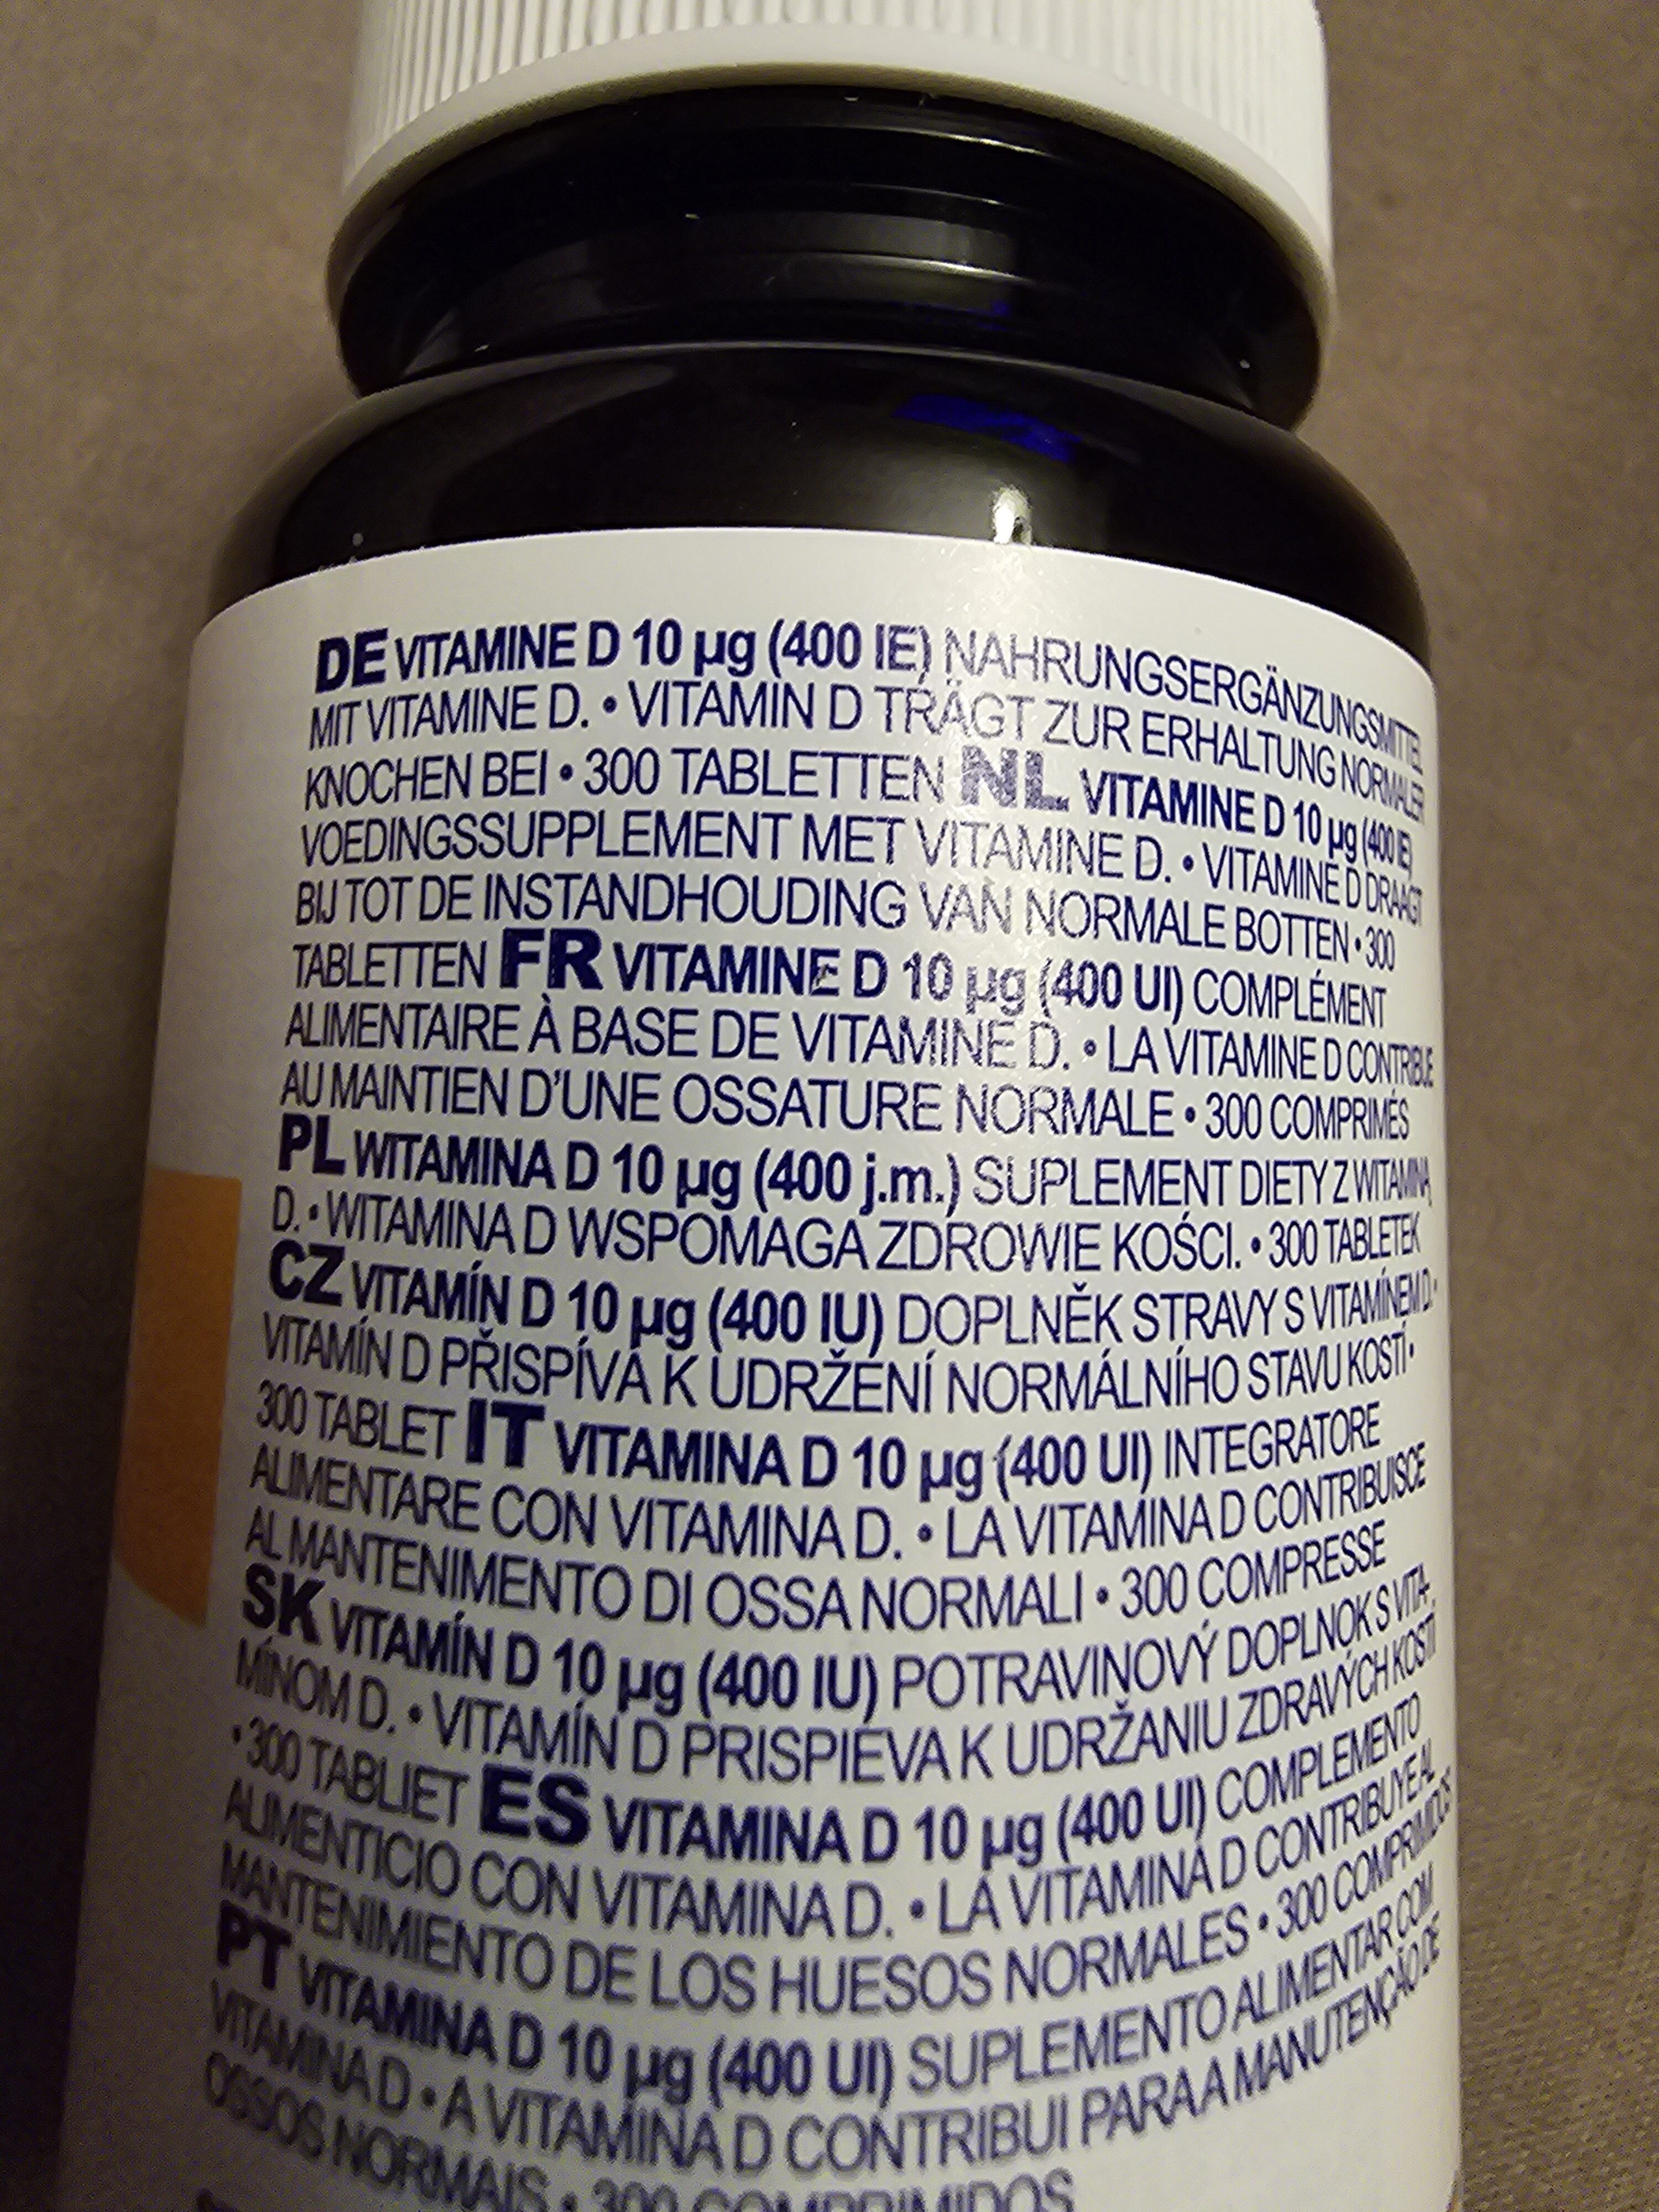 DE VITAMINE D 10 µg (400 IE) NAHRUNGSERGÄNZUNGSMITTEL
MIT VITAMINE D. • VITAMIN D TRÄGT ZUR ERHALTUNG NORMALER
KNOCHEN BEI • 300 TABLETTEN NL VITAMINE D 10 µg (400 IE)
VOEDINGSSUPPLEMENT MET VITAMINE D. • VITAMINE D DRAAGT
BIJ TOT DE INSTANDHOUDING VAN NORMALE BOTTEN • 300
TABLETTEN FR VITAMINE D 10 µg (400 UI) COMPLÉMENT
ALIMENTAIRE À BASE DE VITAMINE D. • LA VITAMINE D CONTRIBUE
AU MAINTIEN D'UNE OSSATURE NORMALE • 300 COMPRIMÉS
PL WITAMINA D 10 µg (400 j.m.) SUPLEMENT DIETY Z WITAMINĄ
D. • WITAMINA D WSPOMAGA ZDROWIE KOŚCI. • 300 TABLETEK
CZ VITAMÍN D 10 µg (400 IU) DOPLNĚK STRAVY S VITAMÍNEM D. •
VITAMÍN D PŘISPÍVÁ K UDRŽENÍ NORMÁLNÍHO STAVU KOSTÍ •
300 TABLET IT VITAMINA D 10 µg (400 UI) INTEGRATORE
ALIMENTARE CON VITAMINA D. • LA VITAMINA D CONTRIBUISCE
AL MANTENIMENTO DI OSSA NORMALI • 300 COMPRESSE
SK VITAMÍN D 10 µg (400 IU) POTRAVINOVÝ DOPLNOK S VITA-
MÍNOM D. • VITAMÍN D PRISPIEVA K UDRŽANIU ZDRAVÝCH KOSTÍ
• 300 TABLIET ES VITAMINA D 10 µg (400 UI) COMPLEMENTO
ALIMENTICIO CON VITAMINA D. • LA VITAMINA D CONTRIBUYE AL
MANTENIMIENTO DE LOS HUESOS NORMALES • 300 COMPRIMIDOS
PT VITAMINA D 10 µg (400 UI) SUPLEMENTO ALIMENTAR COM
VITAMINA D • A VITAMINA D CONTRIBUI PARA A MANUTENÇÃO DE
OSSOS NORMAIS • 300 COMPRIMIDOS